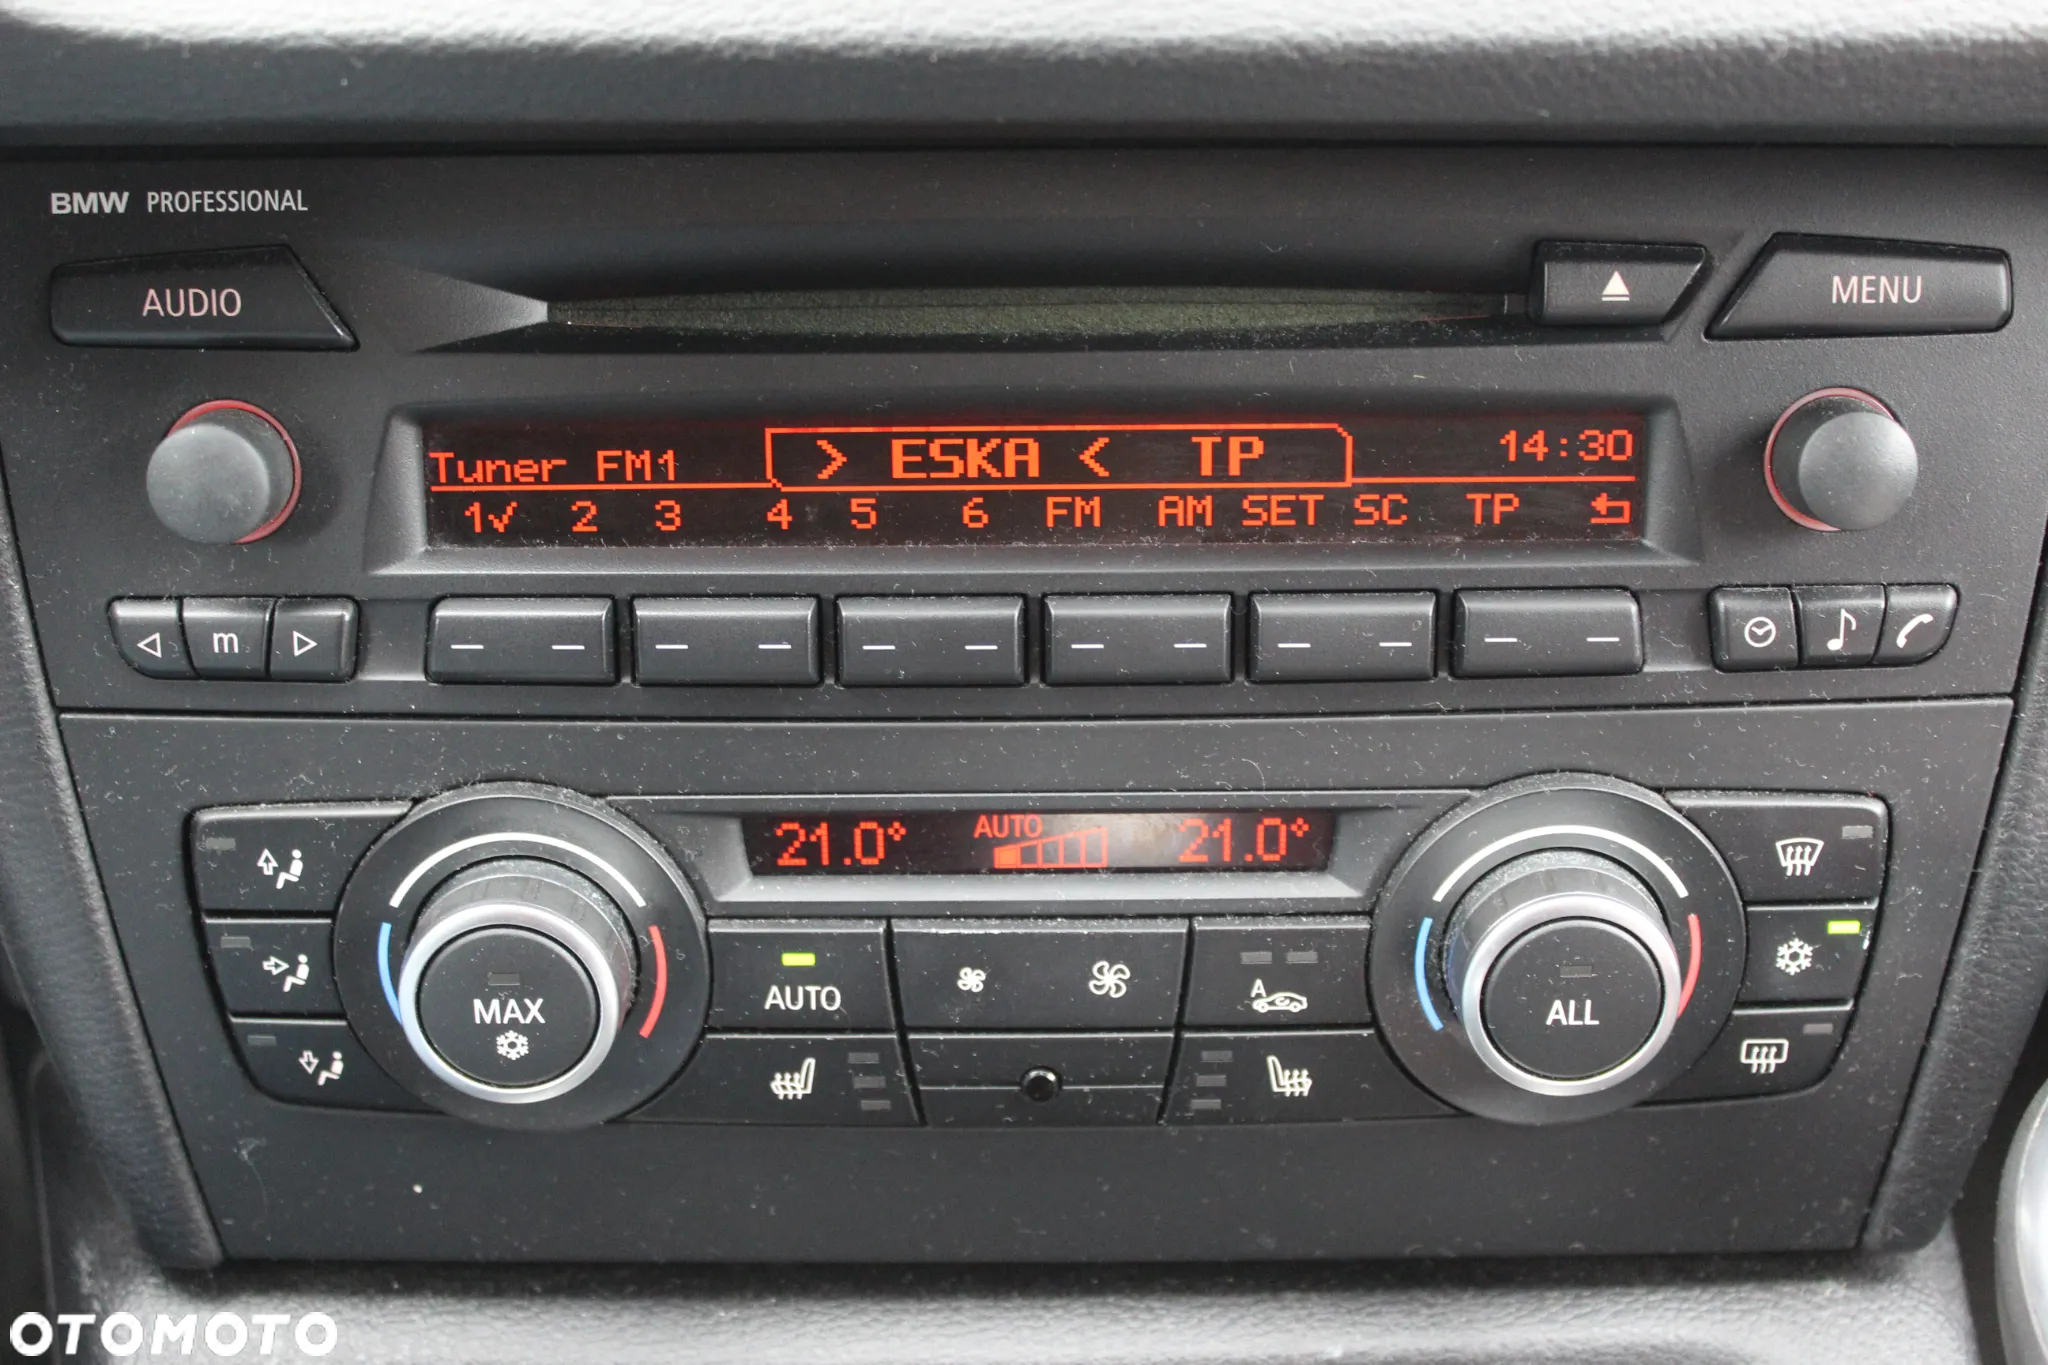 BMW PROFESSIONAL
AUDIO
MENU
Tuner FM1 > ESKA < TP 14:30
1✓ 2 3 4 5 6 FM AM SET SC TP
m
21.0° AUTO 21.0°
MAX
AUTO
A
ALL
OTOMOTO